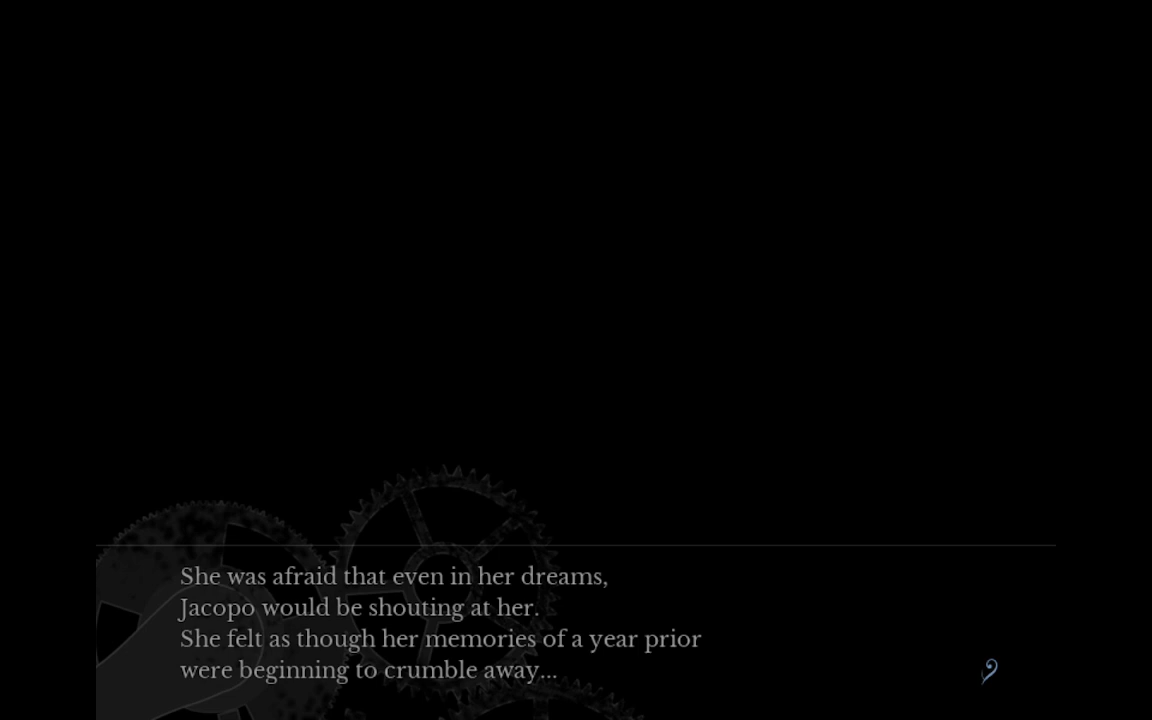 She was afraid that even in her dreams,
Jacopo would be shouting at her.
She felt as though her memories of a year prior
were beginning to crumble away...